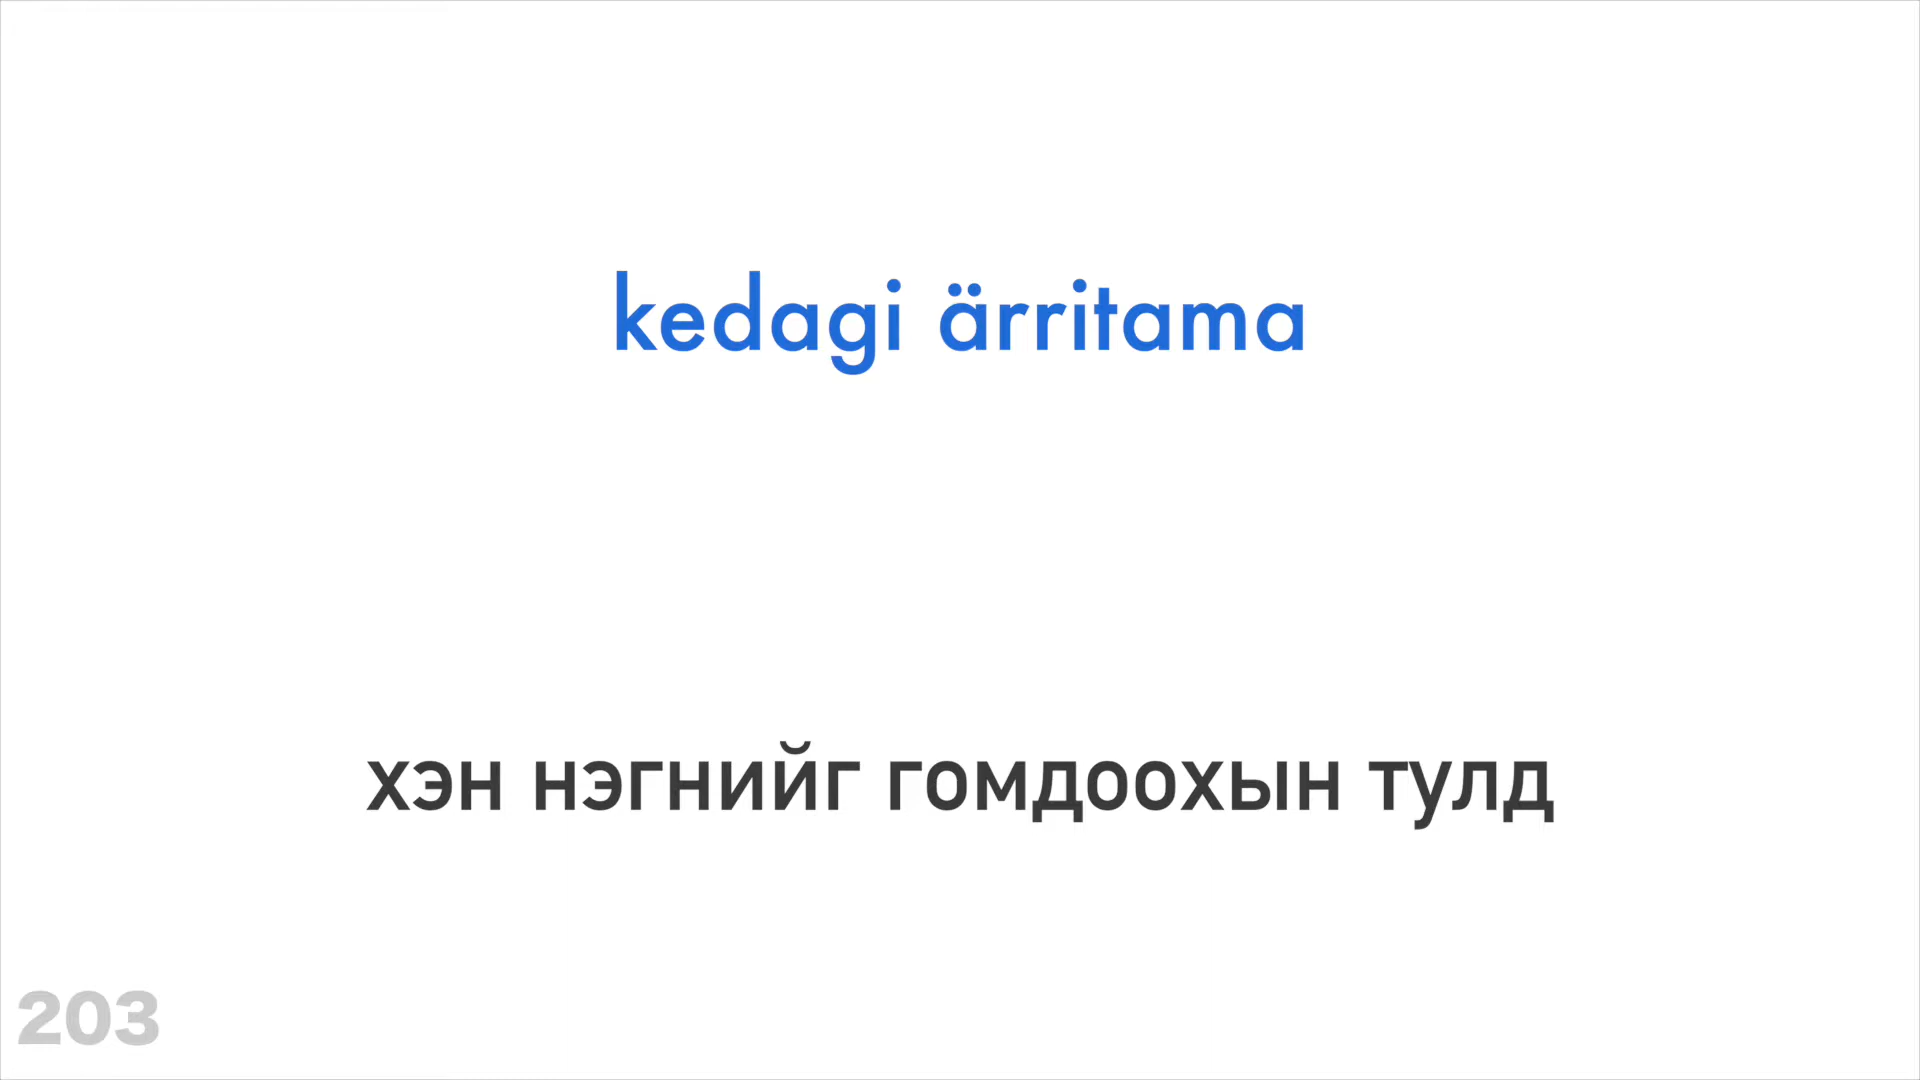 kedagi ärritama
хэн нэгнийг гомдоохын тулд
203